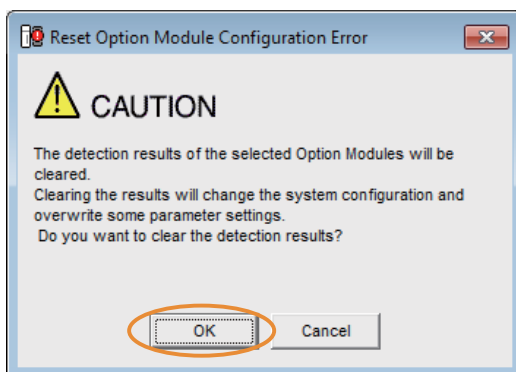 Reset Option Module Configuration Error
CAUTION
The detection results of the selected Option Modules will be
cleared.
Clearing the results will change the system configuration and
overwrite some parameter settings.
Do you want to clear the detection results?
OK Cancel